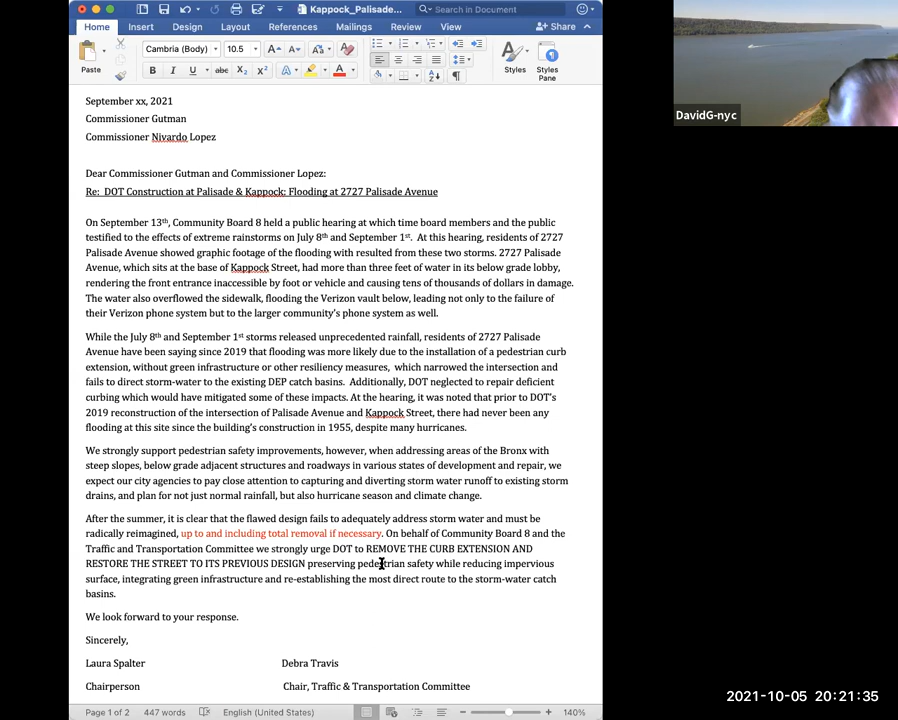 Kappock_Palisade...
Search in Document
Home Insert Design Layout References Mailings Review View Share
Paste Cambria (Body) 10.5 Styles Styles Pane
September xx, 2021
Commissioner Gutman
Commissioner Nivardo Lopez
Dear Commissioner Gutman and Commissioner Lopez:
Re: DOT Construction at Palisade & Kappock: Flooding at 2727 Palisade Avenue
On September 13th, Community Board 8 held a public hearing at which time board members and the public
testified to the effects of extreme rainstorms on July 8th and September 1st. At this hearing, residents of 2727
Palisade Avenue showed graphic footage of the flooding with resulted from these two storms. 2727 Palisade
Avenue, which sits at the base of Kappock Street, had more than three feet of water in its below grade lobby,
rendering the front entrance inaccessible by foot or vehicle and causing tens of thousands of dollars in damage.
The water also overflowed the sidewalk, flooding the Verizon vault below, leading not only to the failure of
their Verizon phone system but to the larger community's phone system as well.
While the July 8th and September 1st storms released unprecedented rainfall, residents of 2727 Palisade
Avenue have been saying since 2019 that flooding was more likely due to the installation of a pedestrian curb
extension, without green infrastructure or other resiliency measures, which narrowed the intersection and
fails to direct storm-water to the existing DEP catch basins. Additionally, DOT neglected to repair deficient
curbing which would have mitigated some of these impacts. At the hearing, it was noted that prior to DOT's
2019 reconstruction of the intersection of Palisade Avenue and Kappock Street, there had never been any
flooding at this site since the building's construction in 1955, despite many hurricanes.
We strongly support pedestrian safety improvements, however, when addressing areas of the Bronx with
steep slopes, below grade adjacent structures and roadways in various states of development and repair, we
expect our city agencies to pay close attention to capturing and diverting storm water runoff to existing storm
drains, and plan for not just normal rainfall, but also hurricane season and climate change.
After the summer, it is clear that the flawed design fails to adequately address storm water and must be
radically reimagined, up to and including total removal if necessary. On behalf of Community Board 8 and the
Traffic and Transportation Committee we strongly urge DOT to REMOVE THE CURB EXTENSION AND
RESTORE THE STREET TO ITS PREVIOUS DESIGN preserving pedestrian safety while reducing impervious
surface, integrating green infrastructure and re-establishing the most direct route to the storm-water catch
basins.
We look forward to your response.
Sincerely,
Laura Spalter Debra Travis
Chairperson Chair, Traffic & Transportation Committee
Page 1 of 2 447 words English (United States) 140%
DavidG-nyc
2021-10-05 20:21:35